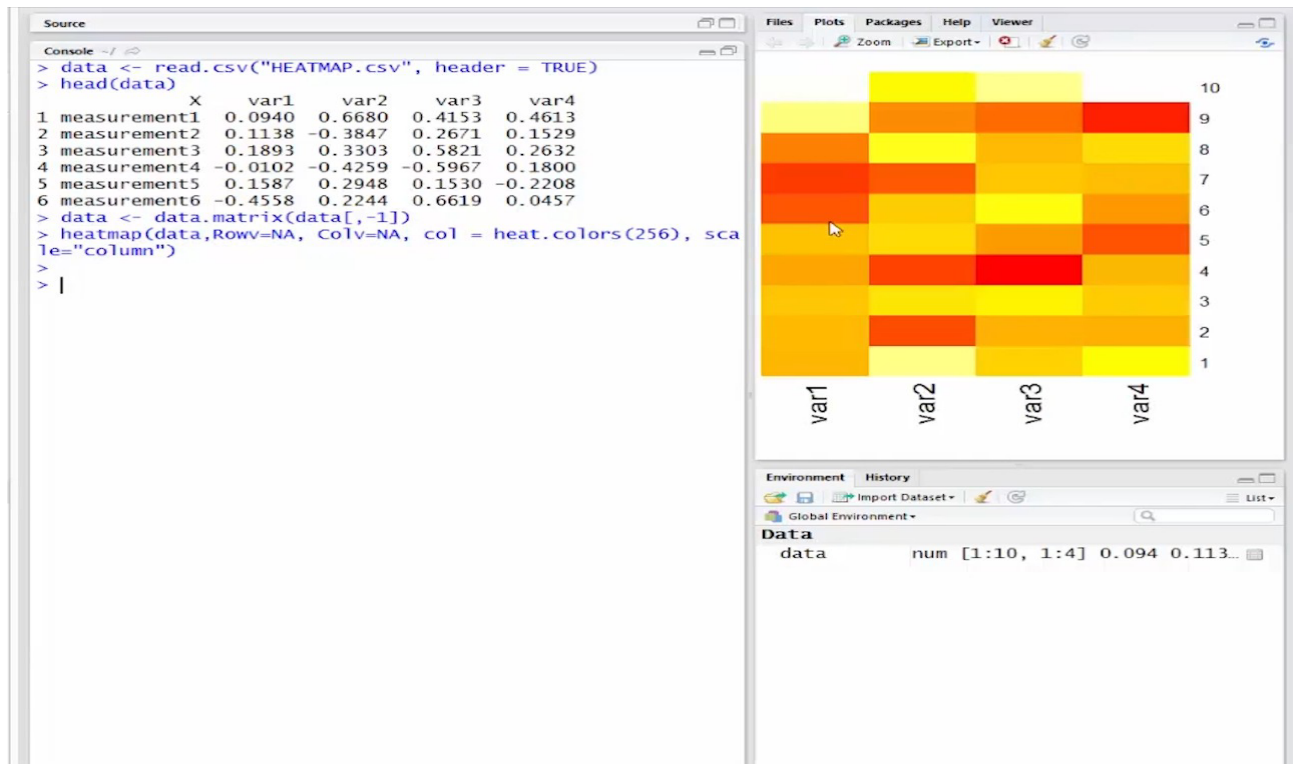 Source
Console ~/
> data <- read.csv("HEATMAP.csv", header = TRUE)
> head(data)
X var1 var2 var3 var4
1 measurement1 0.0940 0.6680 0.4153 0.4613
2 measurement2 0.1138 -0.3847 0.2671 0.1529
3 measurement3 0.1893 0.3303 0.5821 0.2632
4 measurement4 -0.0102 -0.4259 -0.5967 0.1800
5 measurement5 0.1587 0.2948 0.1530 -0.2208
6 measurement6 -0.4558 0.2244 0.6619 0.0457
> data <- data.matrix(data[,-1])
> heatmap(data,Rowv=NA, Colv=NA, col = heat.colors(256), sca
le="column")
>
>
Files Plots Packages Help Viewer
Zoom Export
10
9
8
7
6
5
4
3
2
1
var1 var2 var3 var4
Environment History
Import Dataset List
Global Environment
Data
data num [1:10, 1:4] 0.094 0.113…